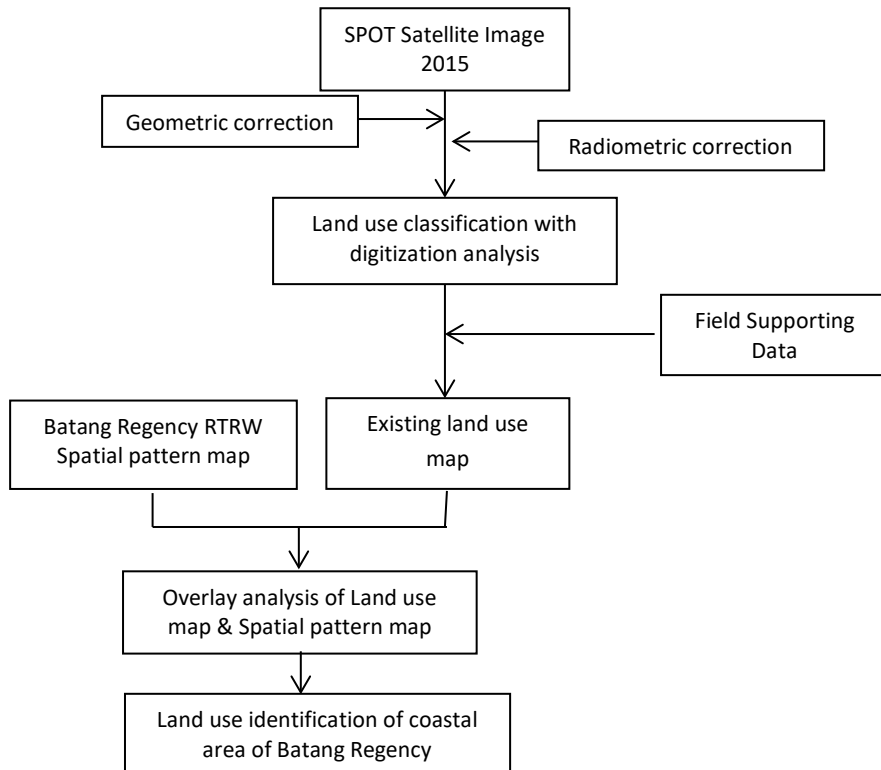 SPOT Satellite Image
2015
Geometric correction
Radiometric correction
Land use classification with
digitization analysis
Field Supporting
Data
Batang Regency RTRW
Spatial pattern map
Existing land use
map
Overlay analysis of Land use
map & Spatial pattern map
Land use identification of coastal
area of Batang Regency